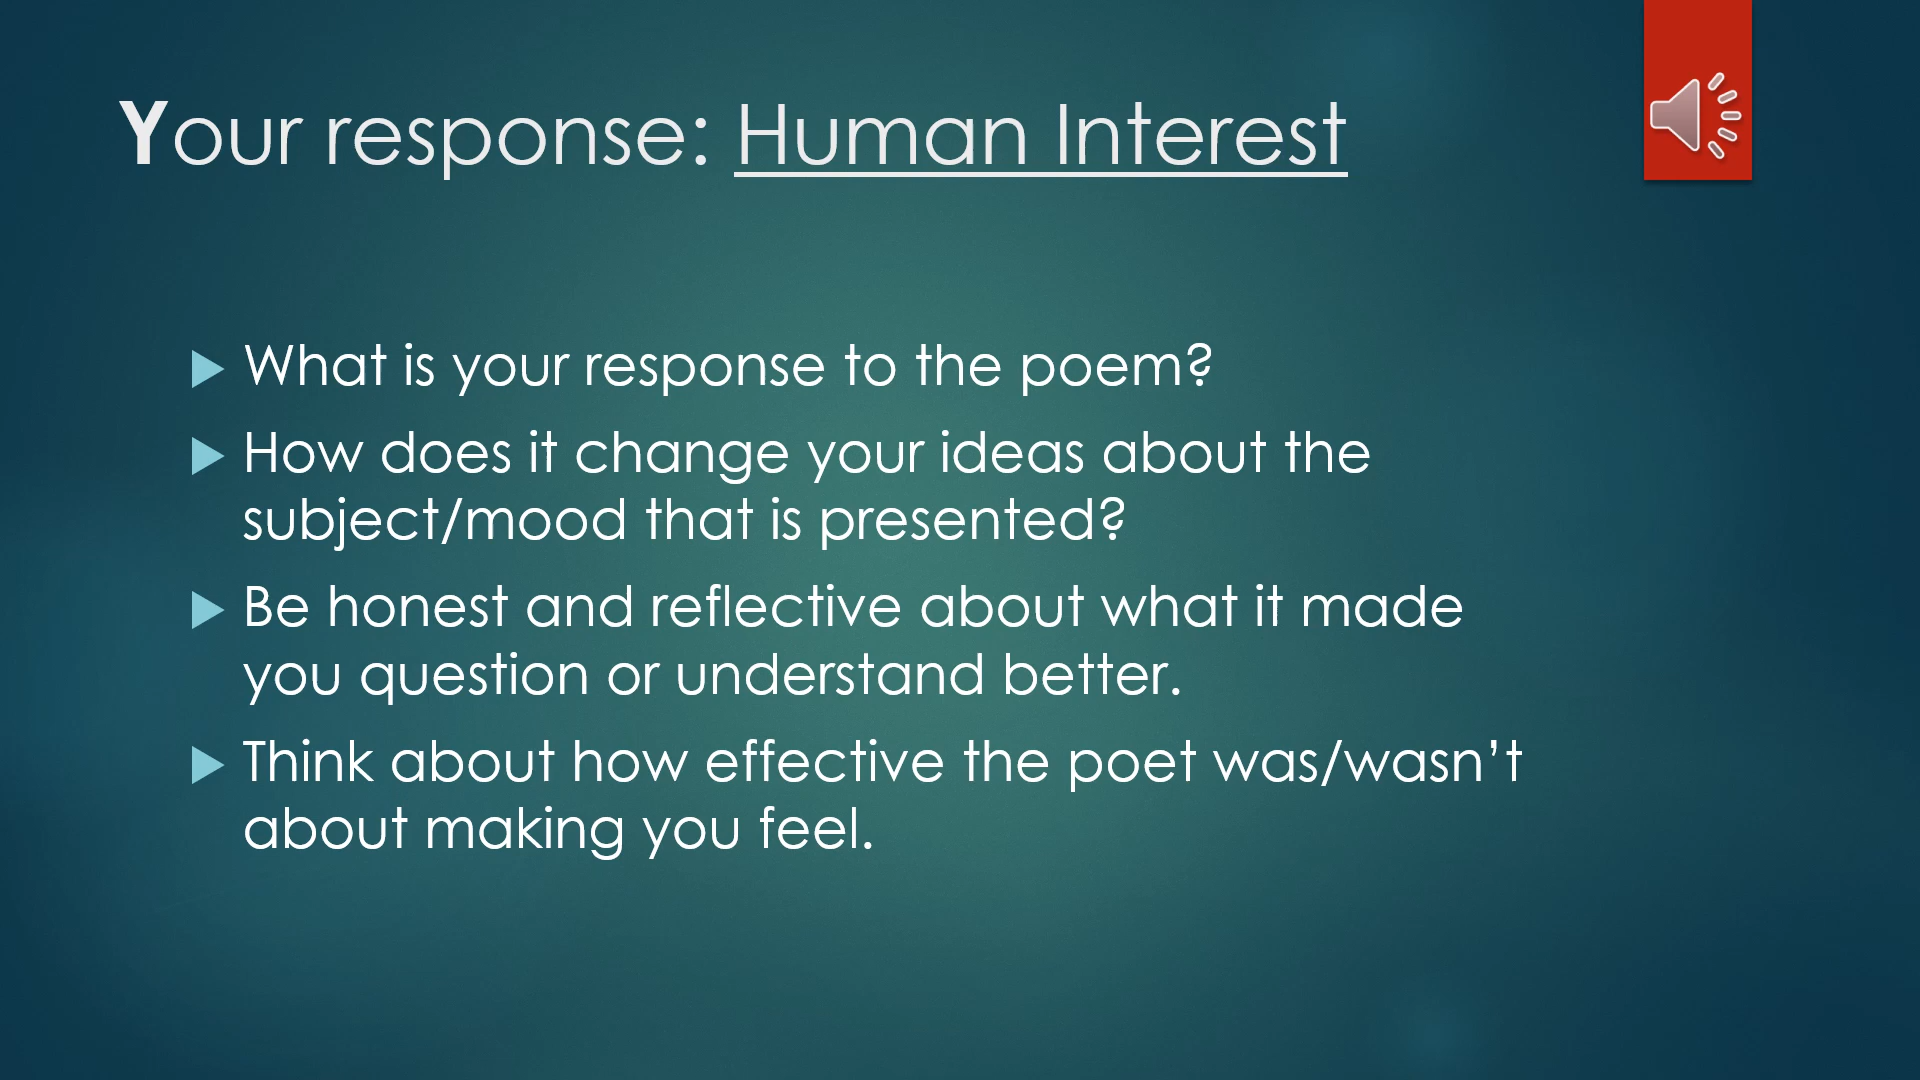 Your response: Human Interest
What is your response to the poem?
How does it change your ideas about the
subject/mood that is presented?
Be honest and reflective about what it made
you question or understand better.
Think about how effective the poet was/wasn’t
about making you feel.